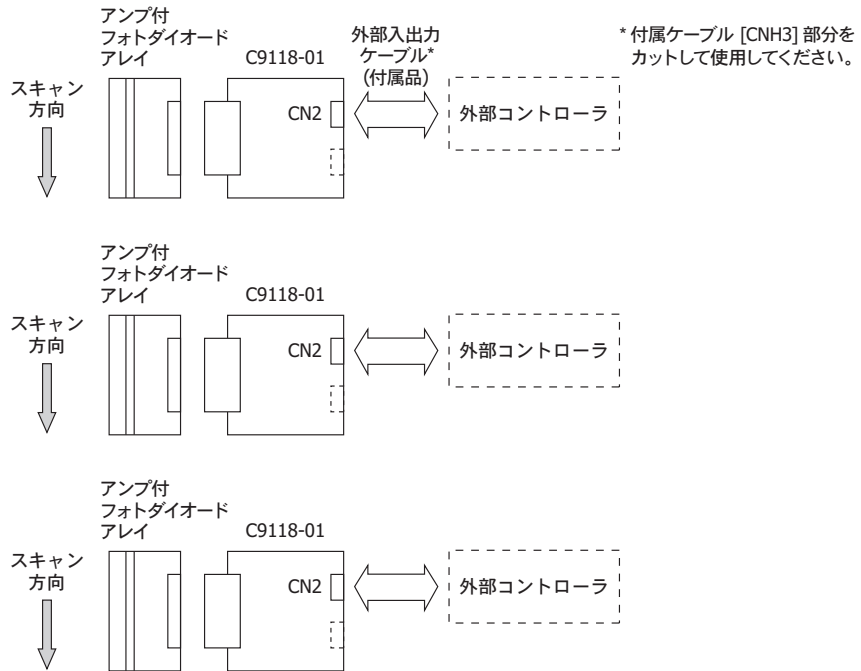 アンプ付
フォトダイオード
アレイ
C9118-01
外部入出力
ケーブル*
(付属品)
* 付属ケーブル [CNH3] 部分を
カットして使用してください。
スキャン
方向
CN2
外部コントローラ
アンプ付
フォトダイオード
アレイ
C9118-01
スキャン
方向
CN2
外部コントローラ
アンプ付
フォトダイオード
アレイ
C9118-01
スキャン
方向
CN2
外部コントローラ